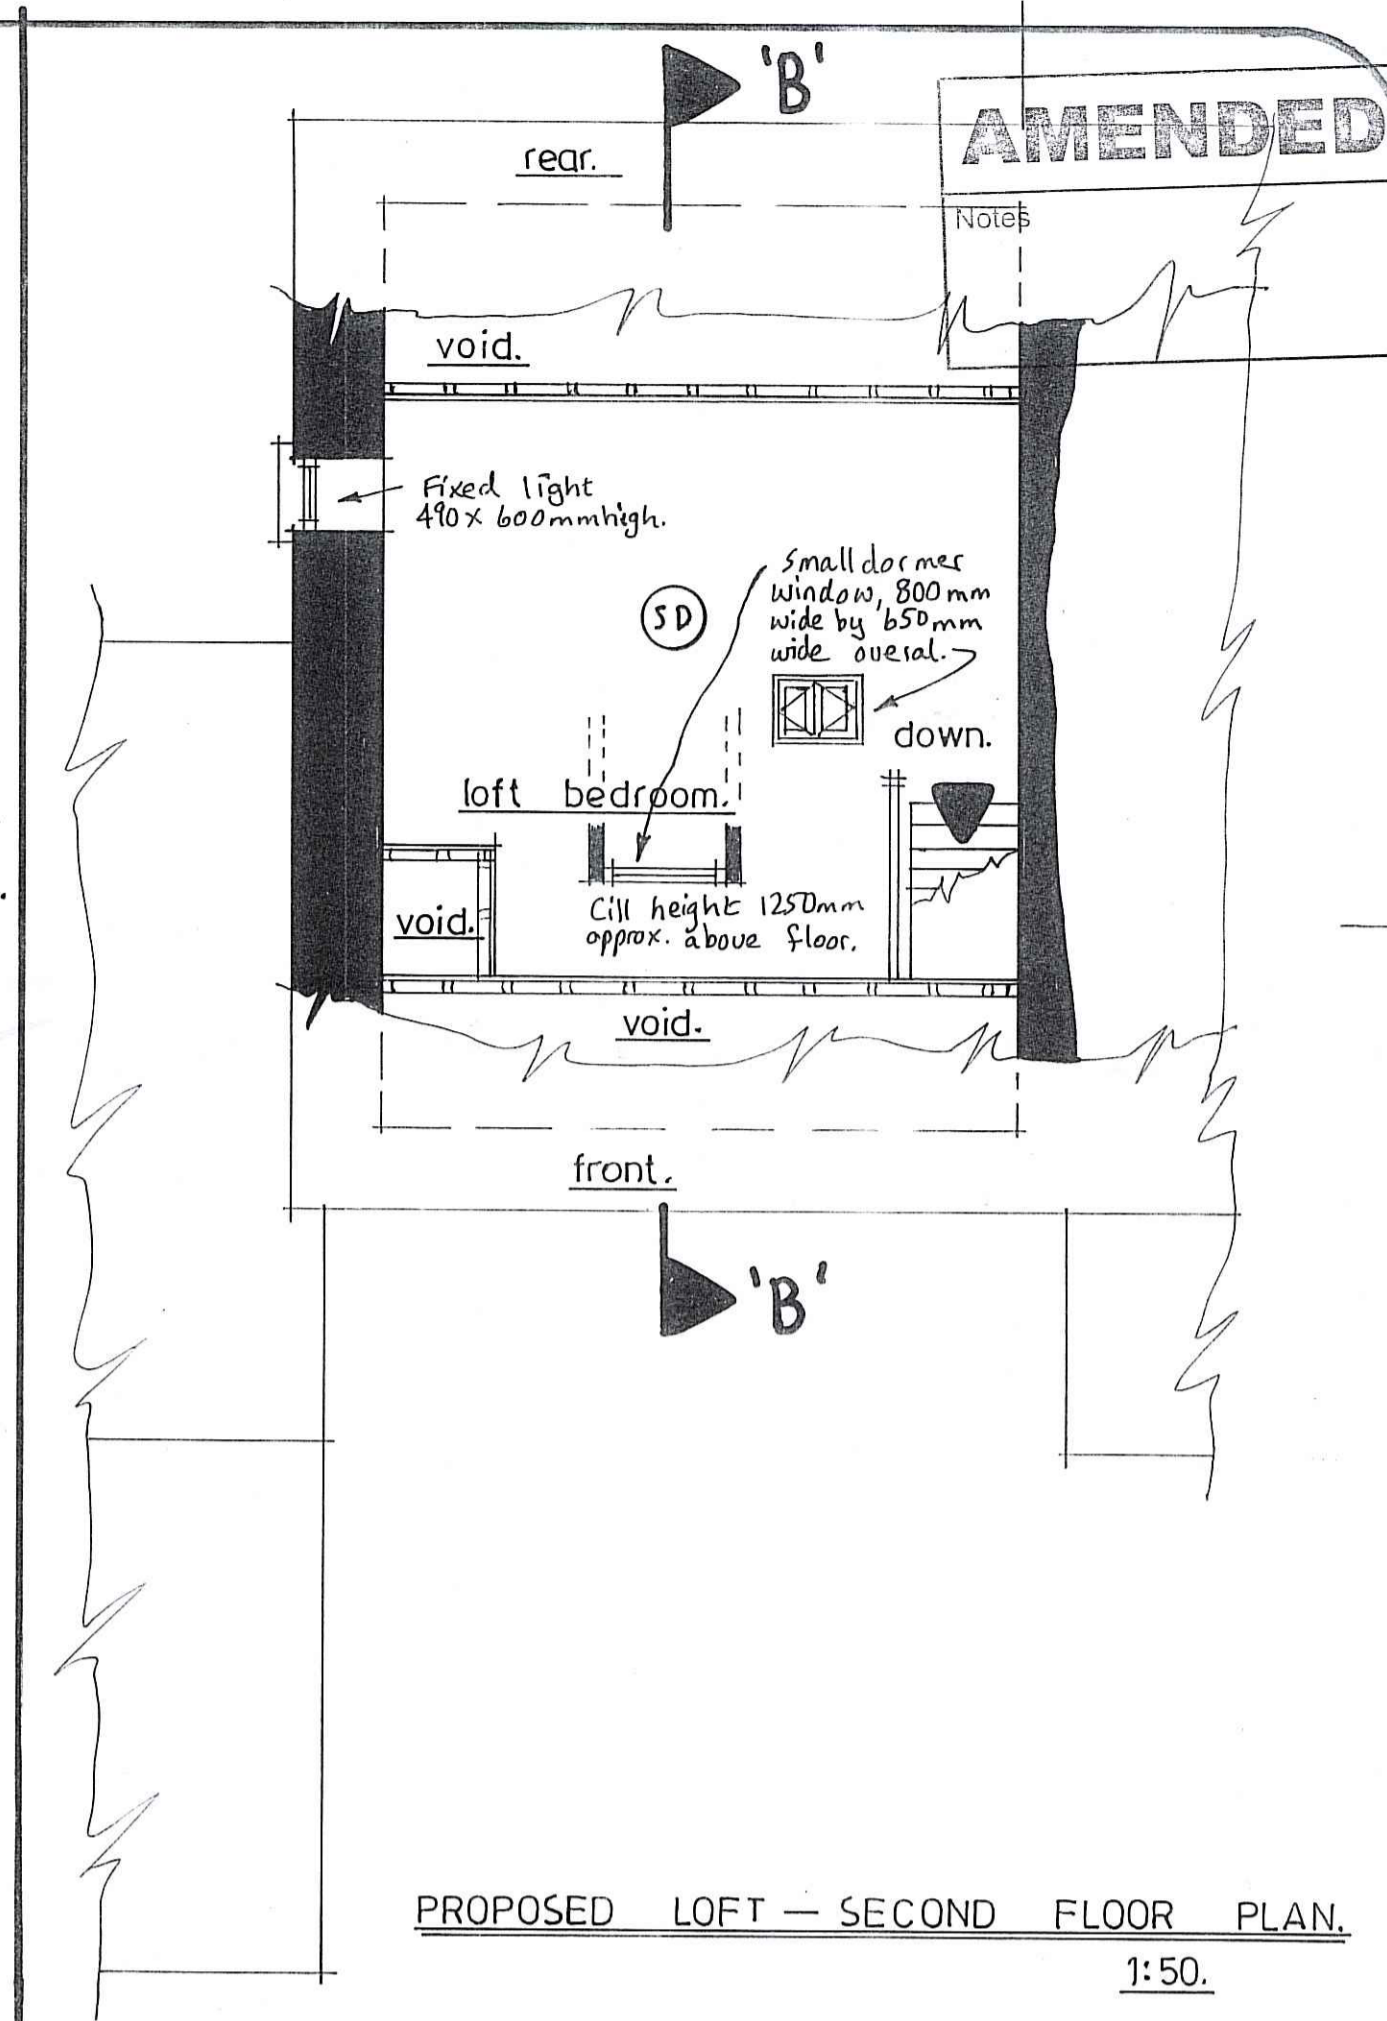 'B'
AMENDED
rear.
Notes
void.
Fixed light
490 x 600mm high.
Small dormer
window, 800mm
wide by 650mm
wide overal.
SD
down.
loft bedroom.
void.
Cill height 1250mm
approx. above floor.
void.
front.
'B'
PROPOSED LOFT — SECOND FLOOR PLAN.
1:50.